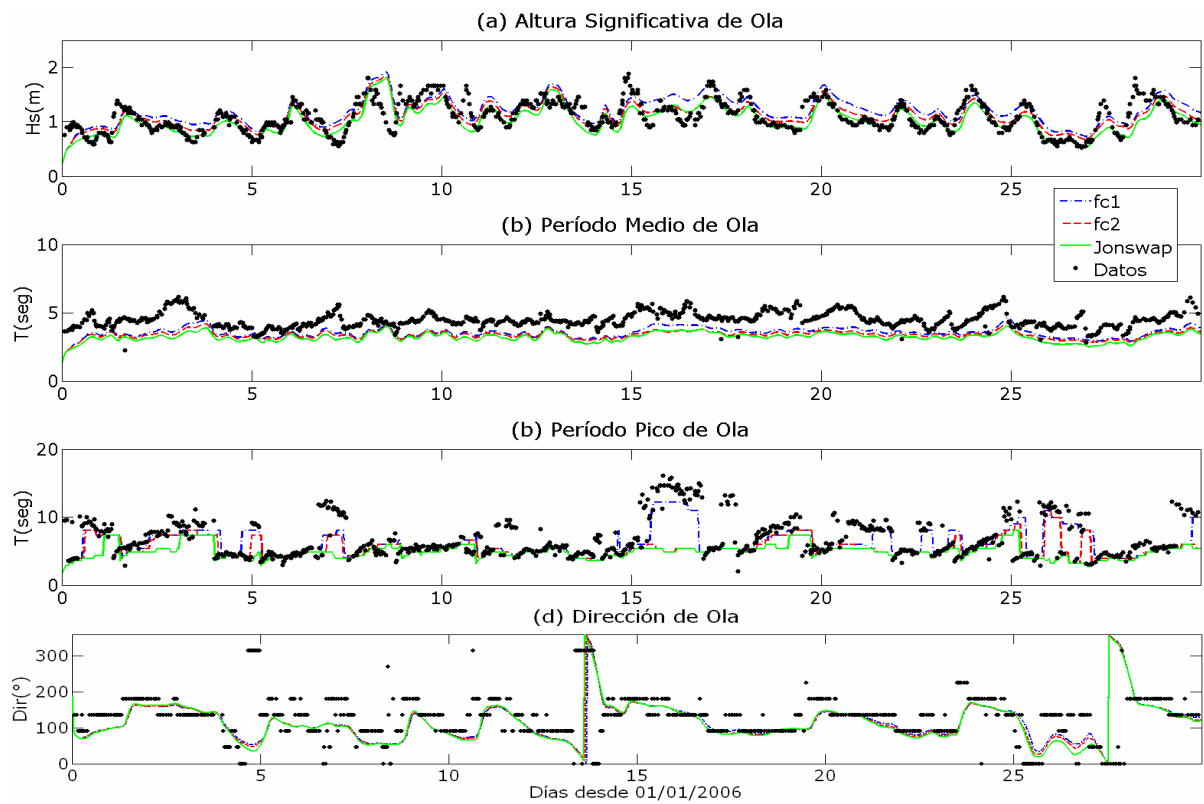 (a) Altura Significativa de Ola
Hs(m)
2
1
0
0 5 10 15 20 25
fc1
fc2
Jonswap
Datos
(b) Período Medio de Ola
T(seg)
10
5
0
0 5 10 15 20 25
(b) Período Pico de Ola
T(seg)
20
10
0
0 5 10 15 20 25
(d) Dirección de Ola
Dir(º)
300
200
100
0
0 5 10 15 20 25
Días desde 01/01/2006